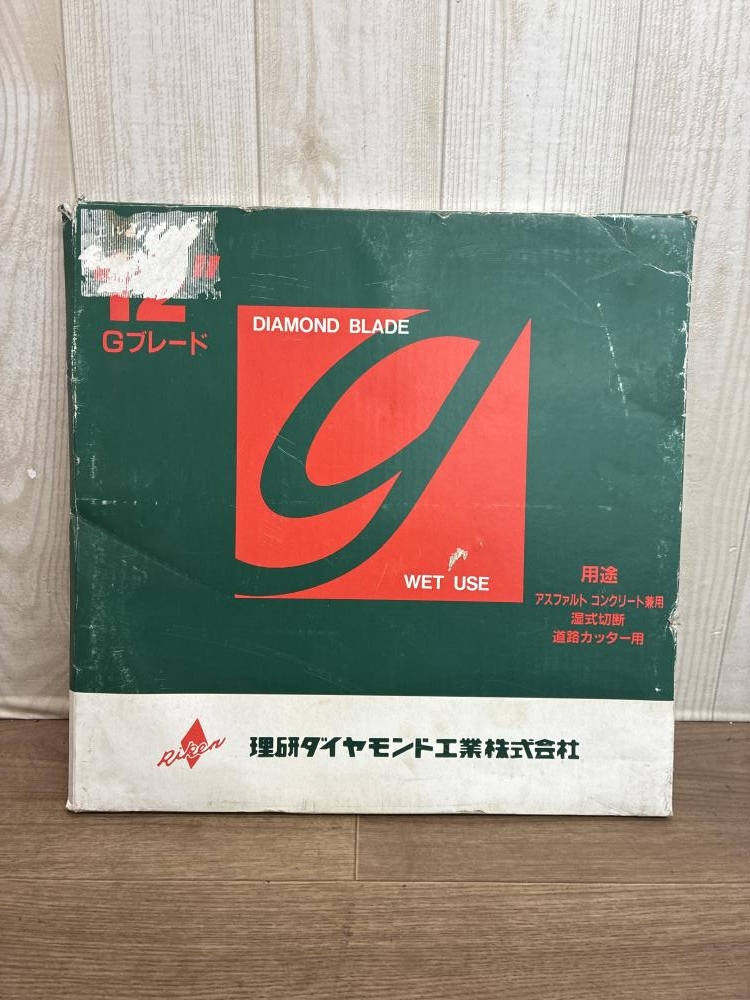 12"
Gブレード
DIAMOND BLADE
g
WET USE
用途
アスファルト コンクリート兼用
湿式切断
道路カッター用
Riken
理研ダイヤモンド工業株式会社